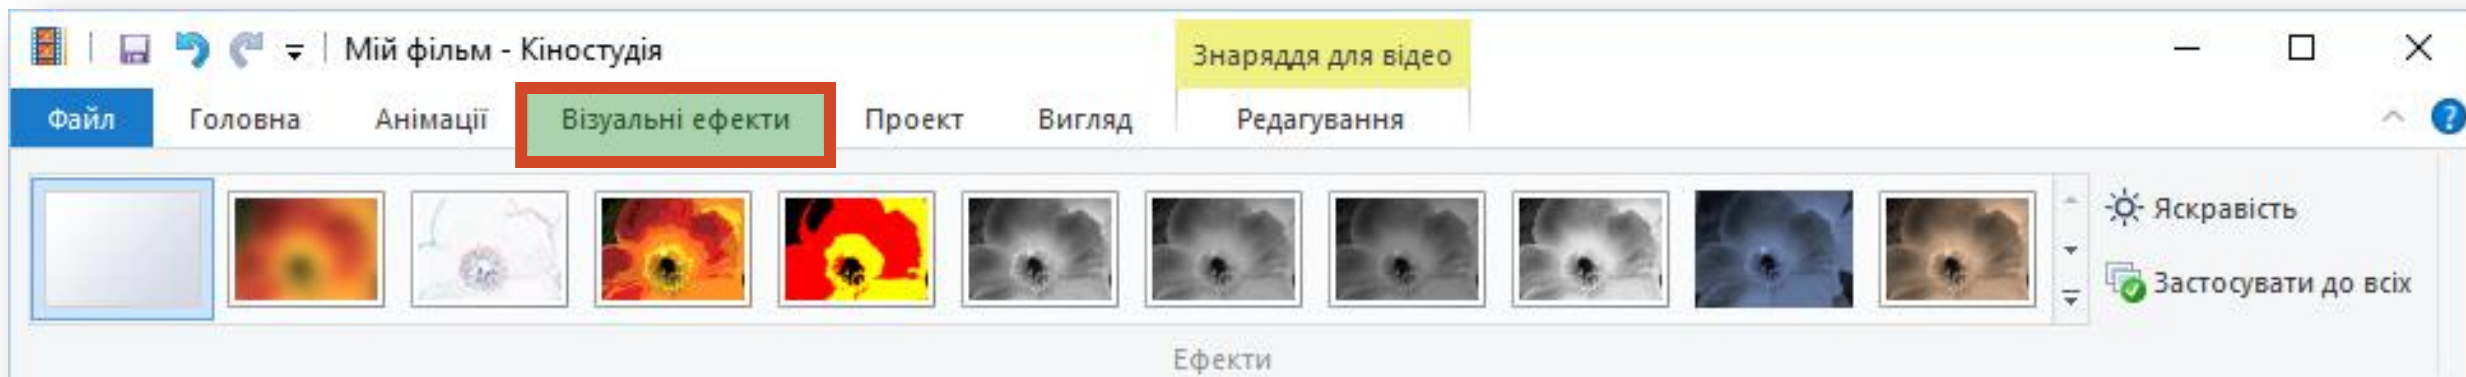 Мій фільм - Кіностудія
Знаряддя для відео
Файл Головна Анімації Візуальні ефекти Проект Вигляд Редагування ?
Яскравість
Застосувати до всіх
Ефекти